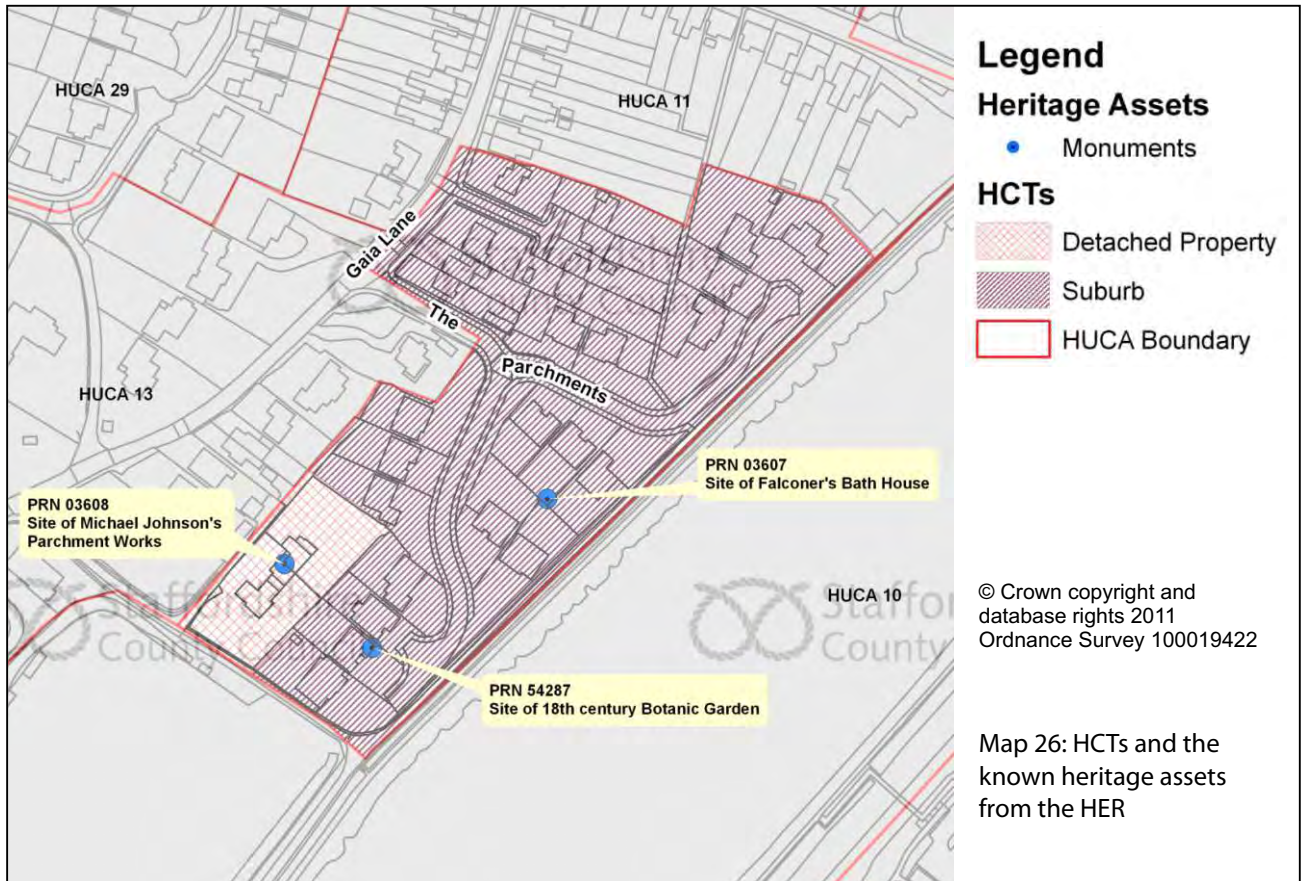 HUCA 29
HUCA 11
Gaia Lane
The
Parchments
HUCA 13
PRN 03607
Site of Falconer's Bath House
PRN 03608
Site of Michael Johnson's
Parchment Works
HUCA 10
PRN 54287
Site of 18th century Botanic Garden
Staffordshire
County Co
Staffor
County
Legend
Heritage Assets
Monuments
HCTs
Detached Property
Suburb
HUCA Boundary
© Crown copyright and
database rights 2011
Ordnance Survey 100019422
Map 26: HCTs and the
known heritage assets
from the HER